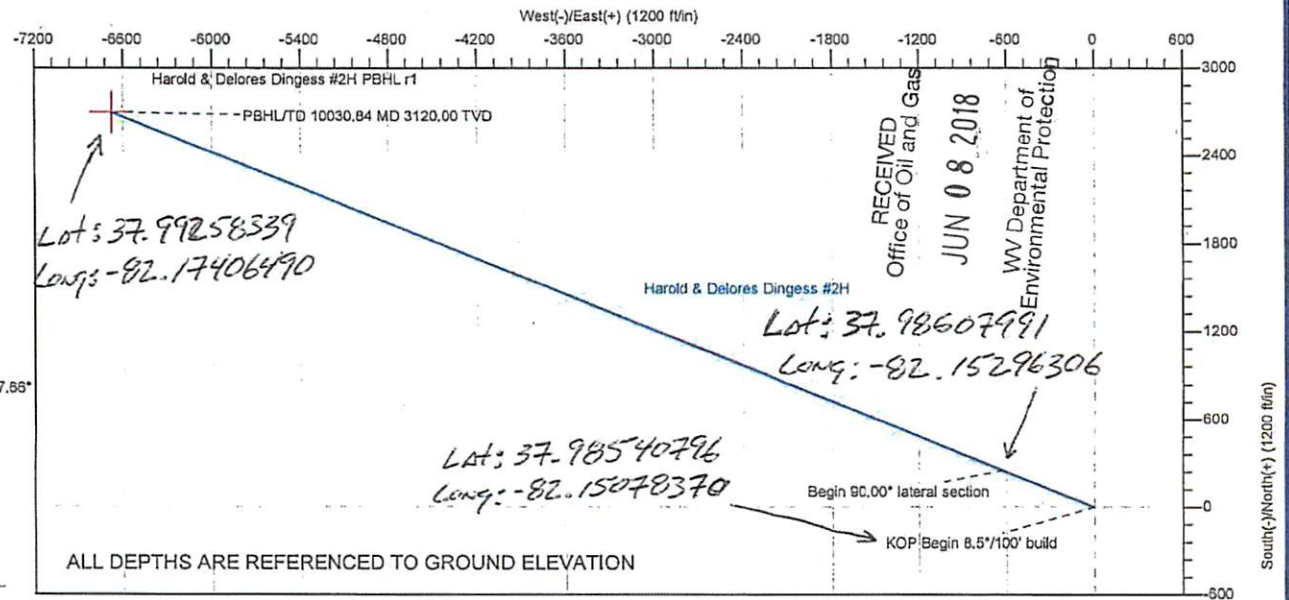 West(-)/East(+) (1200 ft/in)
-7200 -6600 -6000 -5400 -4800 -4200 -3600 -3000 -2400 -1800 -1200 -600 0 600
Harold & Delores Dingess #2H PBHL r1
PBHL/TD 10030.84 MD 3120.00 TVD
Lat: 37.99258339
Long: -82.17406490
RECEIVED
Office of Oil and Gas
JUN 08 2018
WV Department of
Environmental Protection
Harold & Delores Dingess #2H
Lat: 37.98607991
Long: -82.15296306
7.66°
Lat: 37.98540796
Long: -82.15078370
Begin 90.00° lateral section
KOP Begin 8.5°/100' build
ALL DEPTHS ARE REFERENCED TO GROUND ELEVATION
3000
2400
1800
1200
600
0
-600
South(-)/North(+) (1200 ft/in)